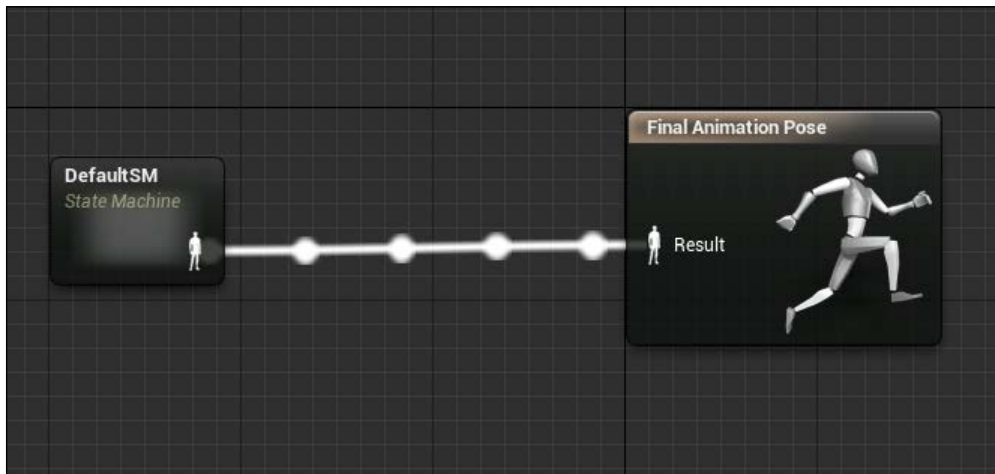 DefaultSM
State Machine
Final Animation Pose
Result